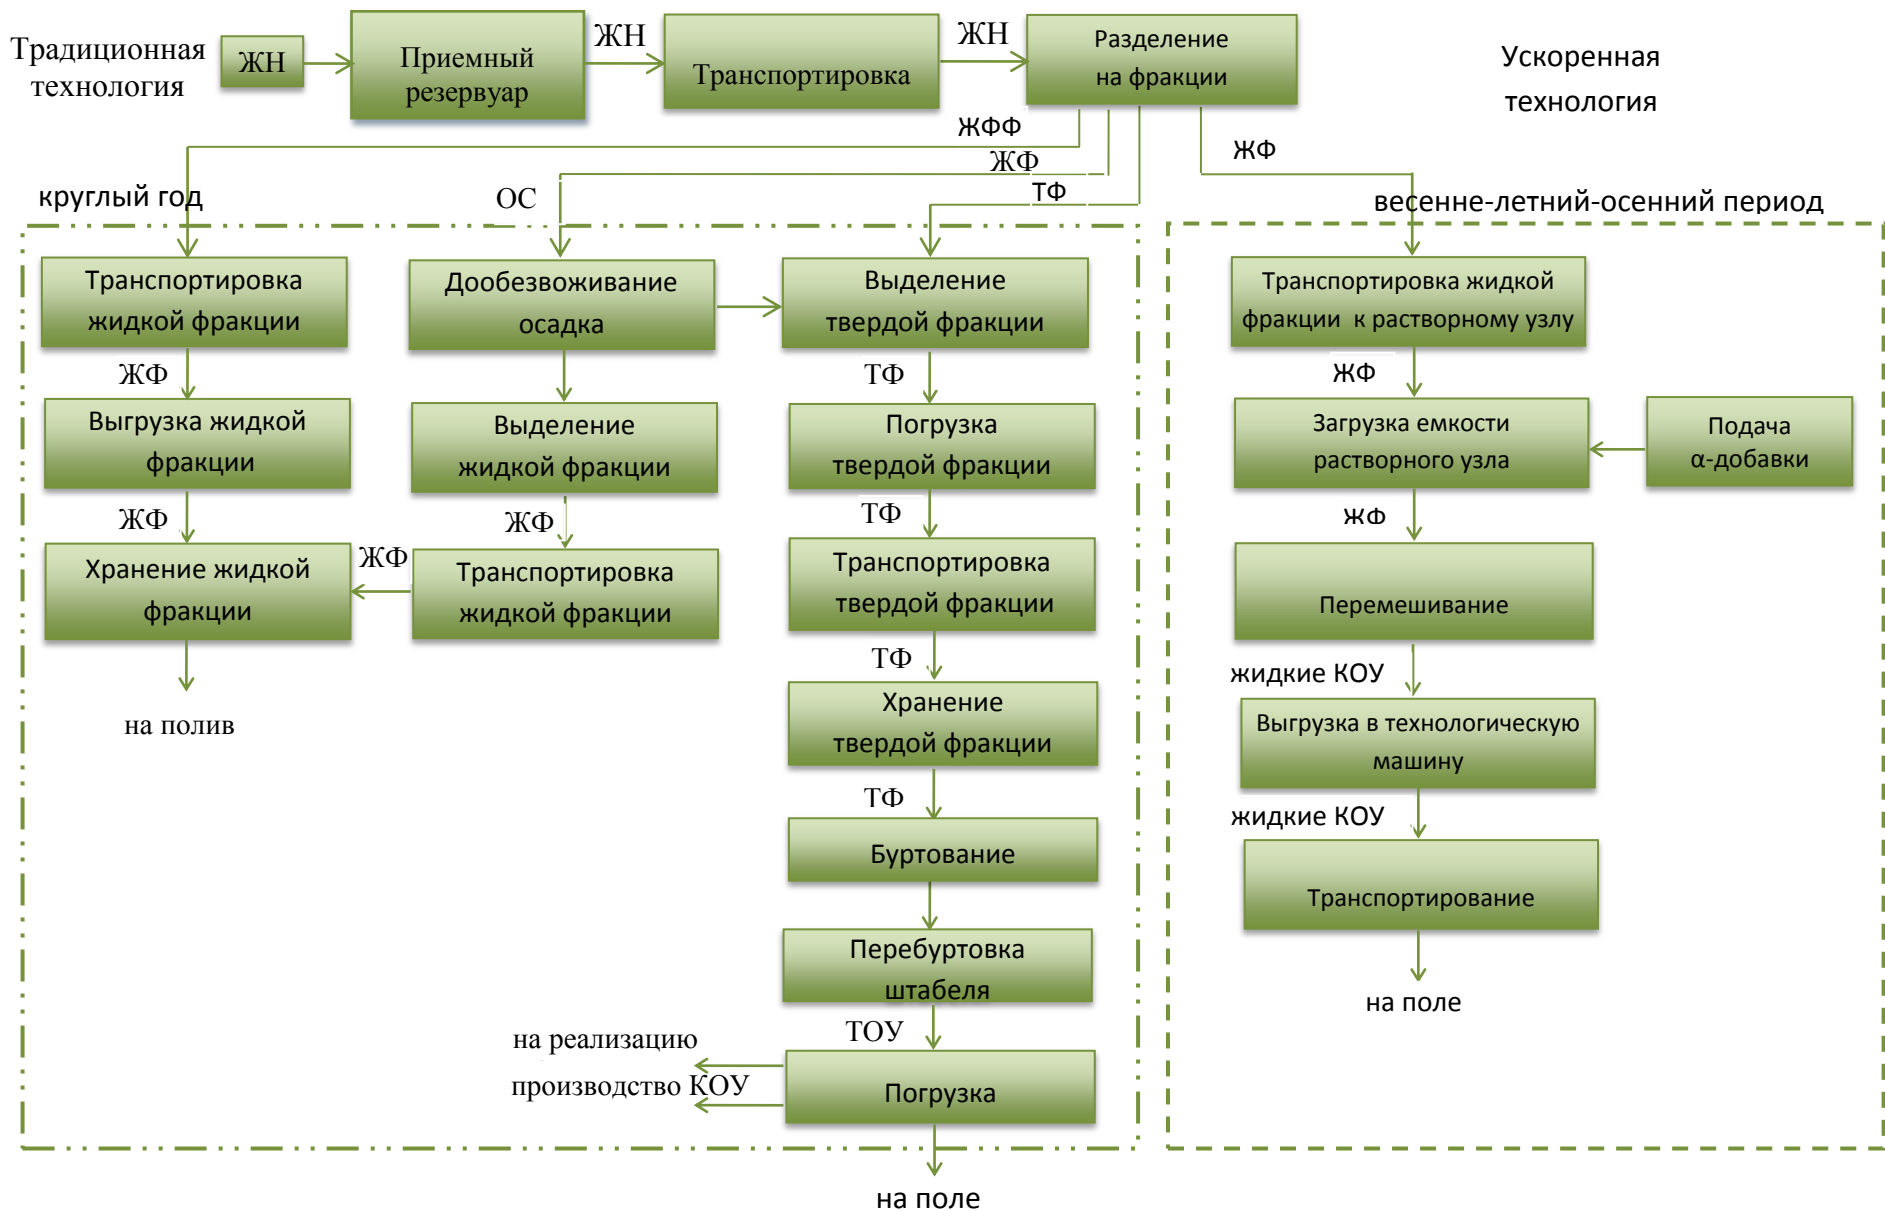 Традиционная
технология
ЖН
Приемный
резервуар
ЖН
Транспортировка
ЖН
Разделение
на фракции
Ускоренная
технология
ЖФФ
ЖФ
ТФ
ЖФ
круглый год
ОС
весенне-летний-осенний период
Транспортировка
жидкой фракции
ЖФ
Выгрузка жидкой
фракции
ЖФ
Хранение жидкой
фракции
на полив
Дообезвоживание
осадка
Выделение
жидкой фракции
ЖФ
Транспортировка
жидкой фракции
ЖФ
Выделение
твердой фракции
ТФ
Погрузка
твердой фракции
ТФ
Транспортировка
твердой фракции
ТФ
Хранение
твердой фракции
ТФ
Буртование
Перебуртовка
штабеля
ТОУ
Погрузка
на реализацию
производство КОУ
на поле
Транспортировка жидкой
фракции к растворному узлу
ЖФ
Загрузка емкости
растворного узла
Подача
α-добавки
ЖФ
Перемешивание
жидкие КОУ
Выгрузка в технологическую
машину
жидкие КОУ
Транспортирование
на поле